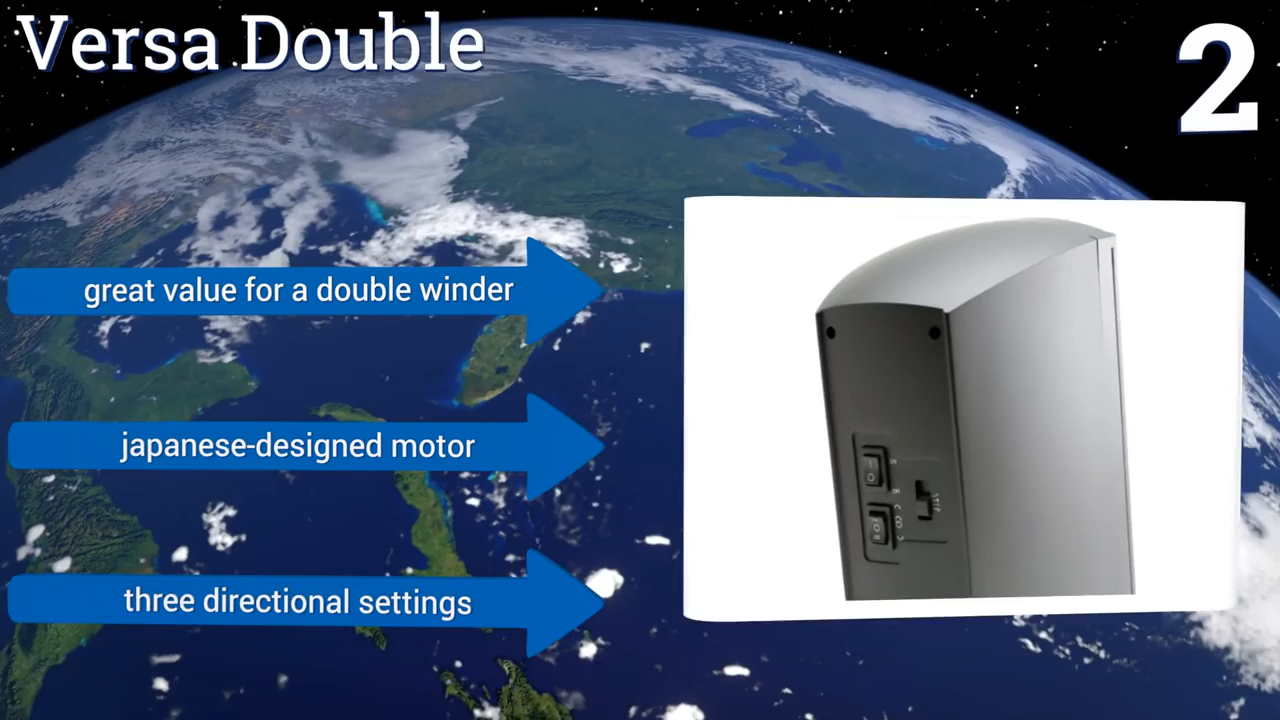 Versa Double
2
great value for a double winder
japanese-designed motor
three directional settings